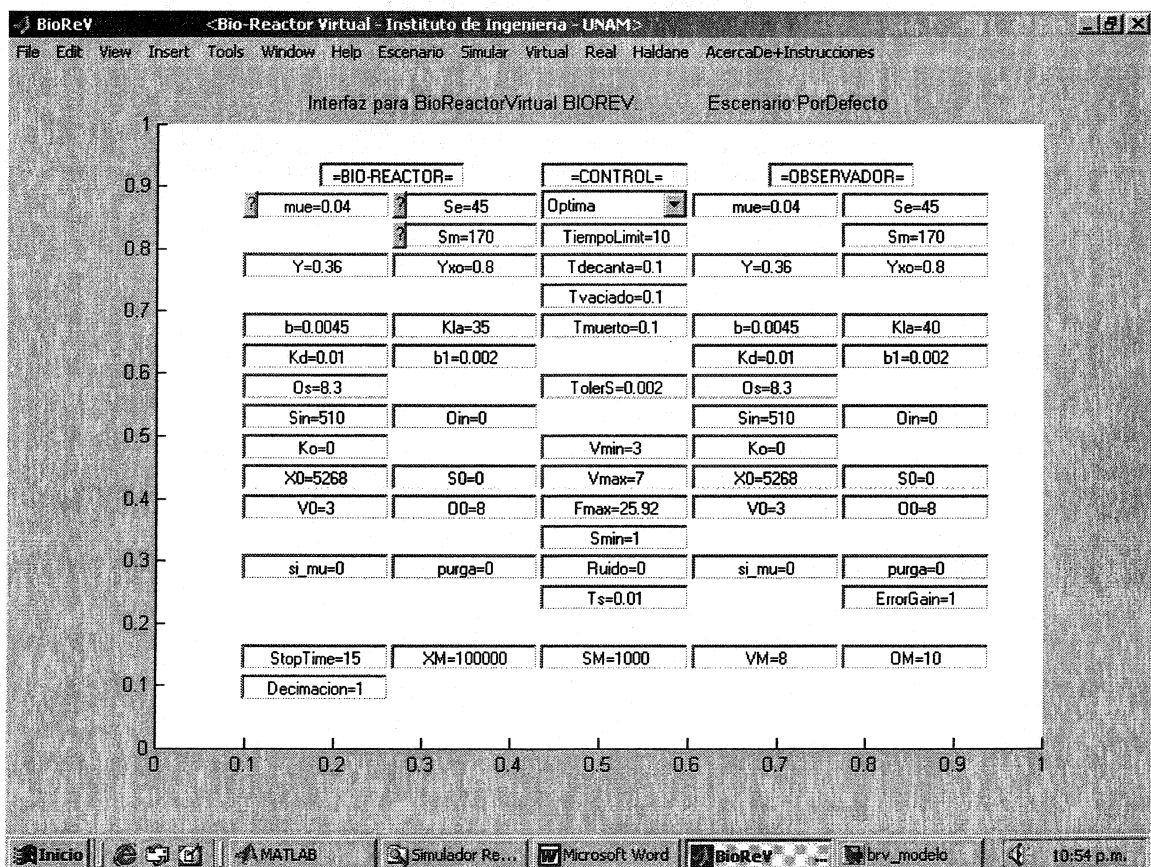 BioReV <Bio-Reactor Virtual - Instituto de Ingenieria - UNAM>
File Edit View Insert Tools Window Help Escenario Simular Virtual Real Haldane AcercaDe+Instrucciones
Interfaz para BioReactorVirtual BIOREV. Escenario:PorDefecto
1
=BIO-REACTOR= =CONTROL= =OBSERVADOR=
0.9 ? mue=0.04 ? Se=45 Optima mue=0.04 Se=45
? Sm=170 TiempoLimit=10 Sm=170
0.8 Y=0.36 Yxo=0.8 Tdecanta=0.1 Y=0.36 Yxo=0.8
Tvaciado=0.1
0.7 b=0.0045 Kla=35 Tmuerto=0.1 b=0.0045 Kla=40
Kd=0.01 b1=0.002 Kd=0.01 b1=0.002
0.6 Os=8.3 TolerS=0.002 Os=8.3
Sin=510 Oin=0 Sin=510 Oin=0
0.5 Ko=0 Vmin=3 Ko=0
X0=5268 S0=0 Vmax=7 X0=5268 S0=0
0.4 V0=3 O0=8 Fmax=25.92 V0=3 O0=8
Smin=1
0.3 si_mu=0 purga=0 Ruido=0 si_mu=0 purga=0
Ts=0.01 ErrorGain=1
0.2
StopTime=15 XM=100000 SM=1000 VM=8 OM=10
0.1 Decimacion=1
0
0 0.1 0.2 0.3 0.4 0.5 0.6 0.7 0.8 0.9 1
Inicio MATLAB Simulador Re... Microsoft Word BioReV ... brv_modelo 10:54 p.m.